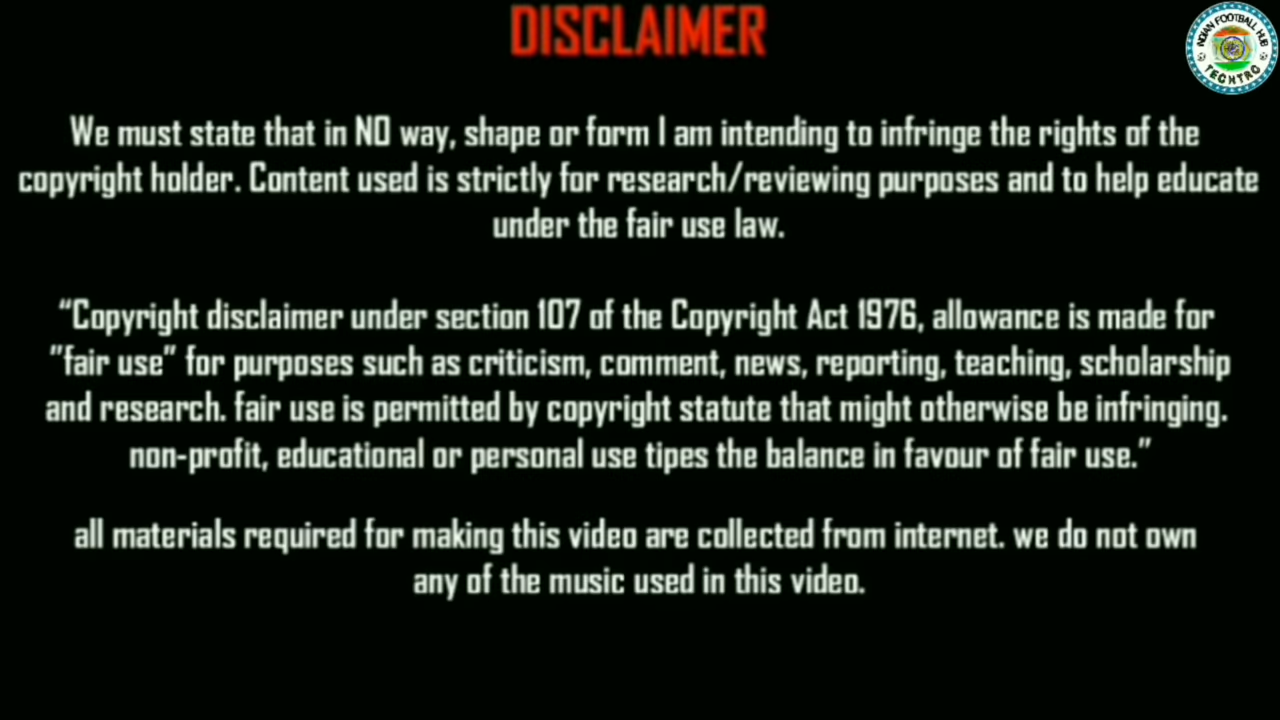 DISCLAIMER
INDIAN FOOTBALL HUB
TECHTRO
We must state that in NO way, shape or form I am intending to infringe the rights of the
copyright holder. Content used is strictly for research/reviewing purposes and to help educate
under the fair use law.
“Copyright disclaimer under section 107 of the Copyright Act 1976, allowance is made for
"fair use" for purposes such as criticism, comment, news, reporting, teaching, scholarship
and research. fair use is permitted by copyright statute that might otherwise be infringing.
non-profit, educational or personal use tipes the balance in favour of fair use.”
all materials required for making this video are collected from internet. we do not own
any of the music used in this video.